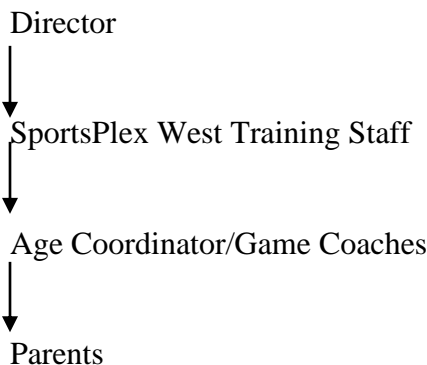 Director
SportsPlex West Training Staff
Age Coordinator/Game Coaches
Parents